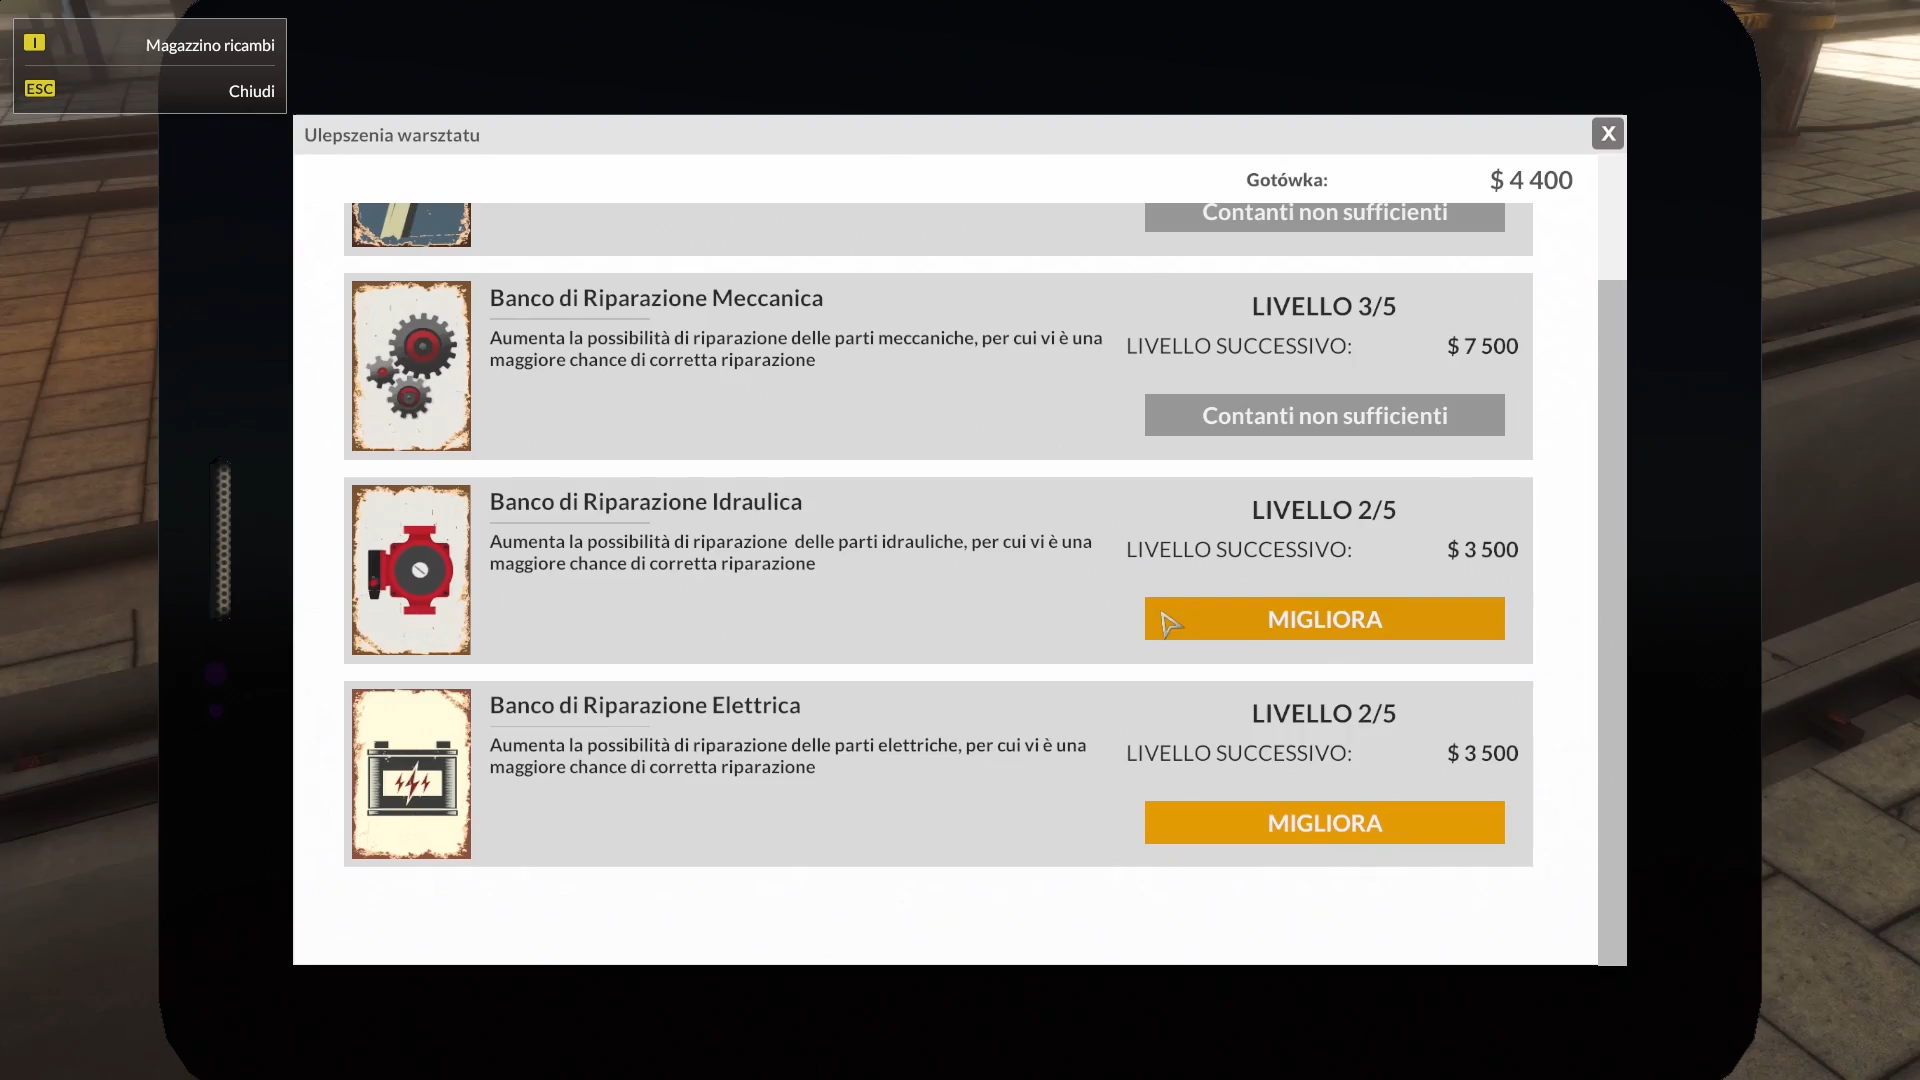 I
Magazzino ricambi
ESC
Chiudi
Ulepszenia warsztatu
X
Gotówka:
$ 4 400
Contanti non sufficienti
Banco di Riparazione Meccanica
Aumenta la possibilità di riparazione delle parti meccaniche, per cui vi è una
maggiore chance di corretta riparazione
LIVELLO 3/5
LIVELLO SUCCESSIVO:
$ 7 500
Contanti non sufficienti
Banco di Riparazione Idraulica
Aumenta la possibilità di riparazione  delle parti idrauliche, per cui vi è una
maggiore chance di corretta riparazione
LIVELLO 2/5
LIVELLO SUCCESSIVO:
$ 3 500
MIGLIORA
Banco di Riparazione Elettrica
Aumenta la possibilità di riparazione delle parti elettriche, per cui vi è una
maggiore chance di corretta riparazione
LIVELLO 2/5
LIVELLO SUCCESSIVO:
$ 3 500
MIGLIORA